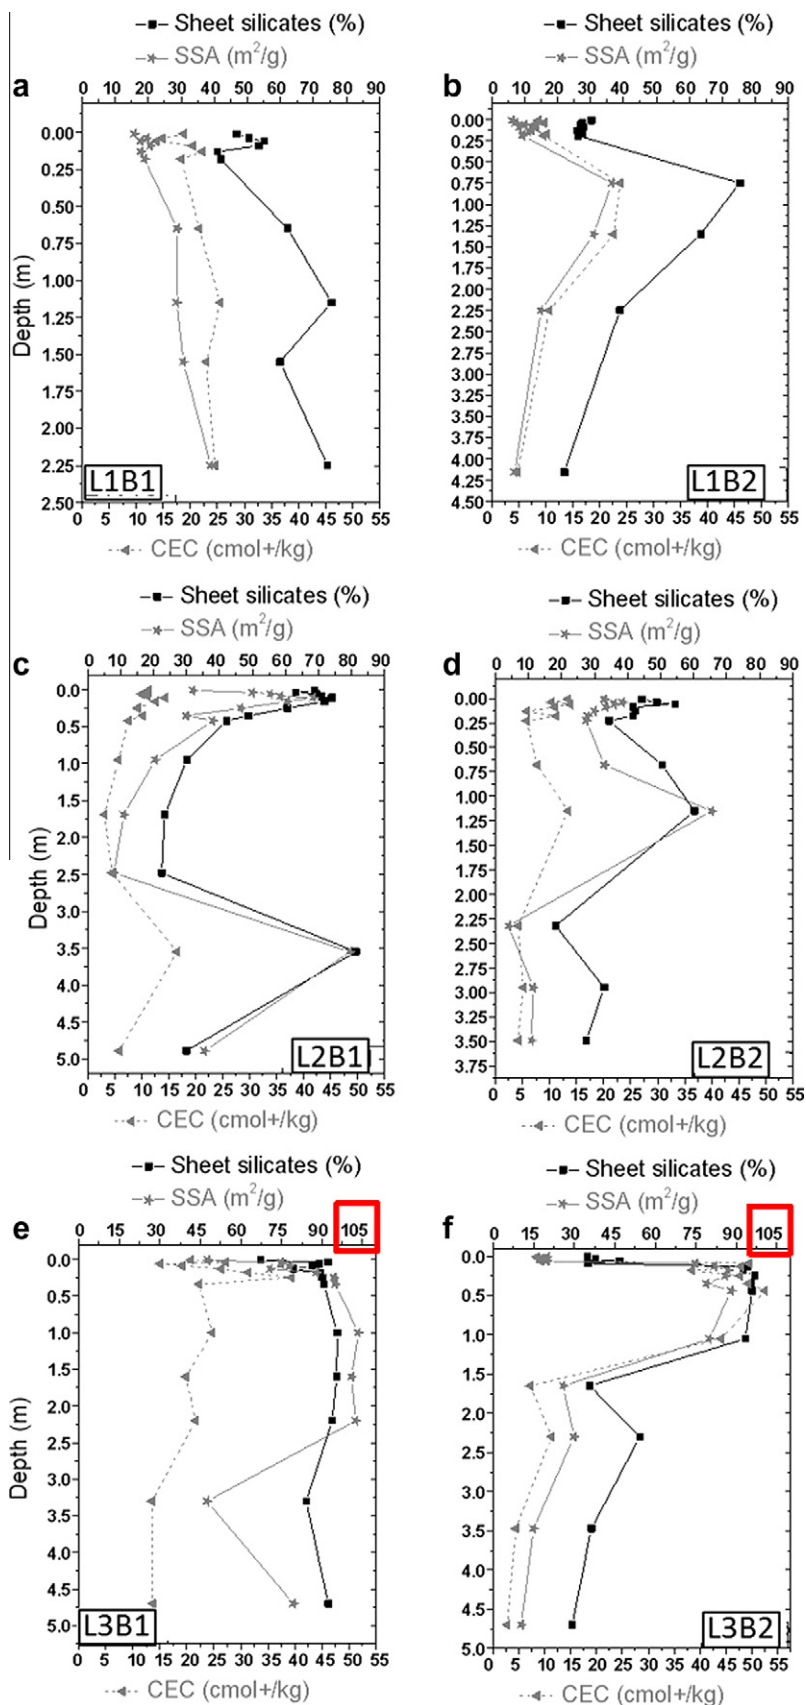 Sheet silicates (%)
SSA (m²/g)
a
0 10 20 30 40 50 60 70 80 90
0.00
0.25
0.50
0.75
1.00
1.25
1.50
1.75
2.00
2.25
2.50
Depth (m)
L1B1
0 5 10 15 20 25 30 35 40 45 50 55
CEC (cmol+/kg)
Sheet silicates (%)
SSA (m²/g)
b
0 10 20 30 40 50 60 70 80 90
0.00
0.25
0.50
0.75
1.00
1.25
1.50
1.75
2.00
2.25
2.50
2.75
3.00
3.25
3.50
3.75
4.00
4.25
4.50
L1B2
0 5 10 15 20 25 30 35 40 45 50 55
CEC (cmol+/kg)
Sheet silicates (%)
SSA (m²/g)
c
0 10 20 30 40 50 60 70 80 90
0.0
0.5
1.0
1.5
2.0
2.5
3.0
3.5
4.0
4.5
5.0
Depth (m)
L2B1
0 5 10 15 20 25 30 35 40 45 50 55
CEC (cmol+/kg)
Sheet silicates (%)
SSA (m²/g)
d
0 10 20 30 40 50 60 70 80 90
0.00
0.25
0.50
0.75
1.00
1.25
1.50
1.75
2.00
2.25
2.50
2.75
3.00
3.25
3.50
3.75
L2B2
0 5 10 15 20 25 30 35 40 45 50 55
CEC (cmol+/kg)
Sheet silicates (%)
SSA (m²/g)
e
0 15 30 45 60 75 90 105
0.0
0.5
1.0
1.5
2.0
2.5
3.0
3.5
4.0
4.5
5.0
Depth (m)
L3B1
0 5 10 15 20 25 30 35 40 45 50 55
CEC (cmol+/kg)
Sheet silicates (%)
SSA (m²/g)
f
0 15 30 45 60 75 90 105
0.0
0.5
1.0
1.5
2.0
2.5
3.0
3.5
4.0
4.5
5.0
L3B2
0 5 10 15 20 25 30 35 40 45 50 55
CEC (cmol+/kg)